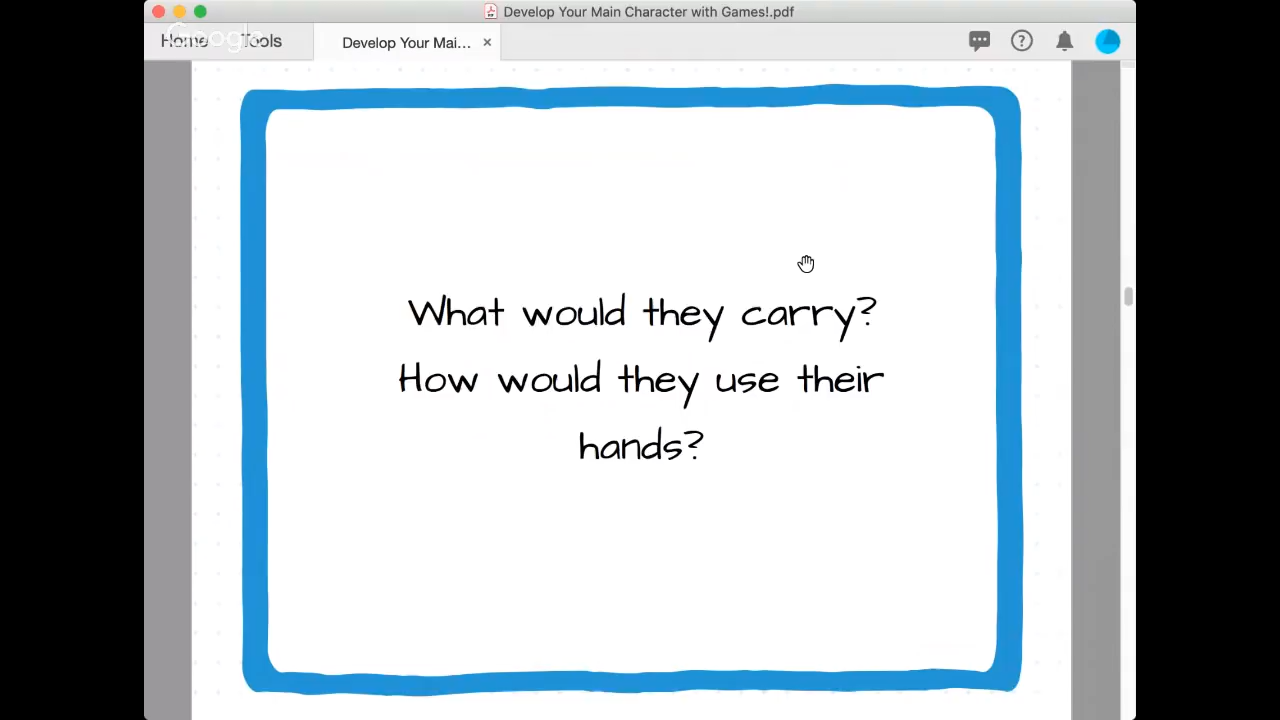 Develop Your Main Character with Games!.pdf
Home Tools Develop Your Mai... ×
Google
What would they carry?
How would they use their
hands?